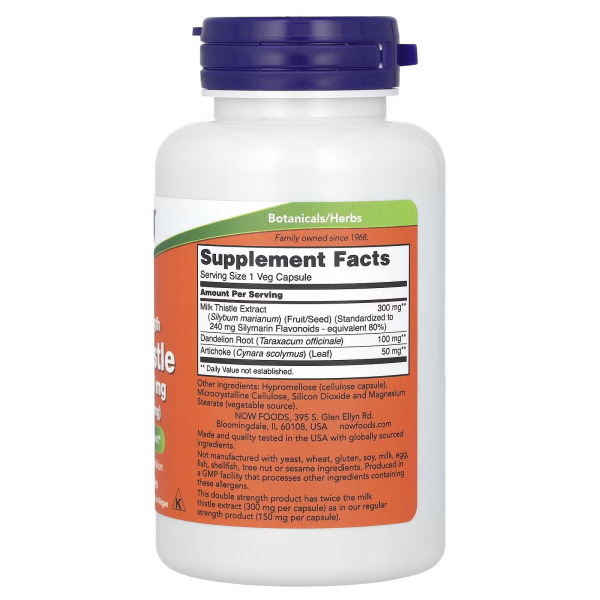 Botanicals/Herbs
Family owned since 1968.
Supplement Facts
Serving Size 1 Veg Capsule
Amount Per Serving
Milk Thistle Extract 300 mg**
(Silybum marianum) (Fruit/Seed) (Standardized to
240 mg Silymarin Flavonoids - equivalent 80%)
Dandelion Root (Taraxacum officinale) 100 mg**
Artichoke (Cynara scolymus) (Leaf) 50 mg**
** Daily Value not established.
Other ingredients: Hypromellose (cellulose capsule),
Microcrystalline Cellulose, Silicon Dioxide and Magnesium
Stearate (vegetable source).
NOW FOODS, 395 S. Glen Ellyn Rd.
Bloomingdale, IL 60108, USA nowfoods.com
Made and quality tested in the USA with globally sourced
ingredients.
Not manufactured with yeast, wheat, gluten, soy, milk, egg,
fish, shellfish, tree nut or sesame ingredients. Produced in
a GMP facility that processes other ingredients containing
these allergens.
This double strength product has twice the milk
thistle extract (300 mg per capsule) as in our regular
strength product (150 mg per capsule).
mg
K